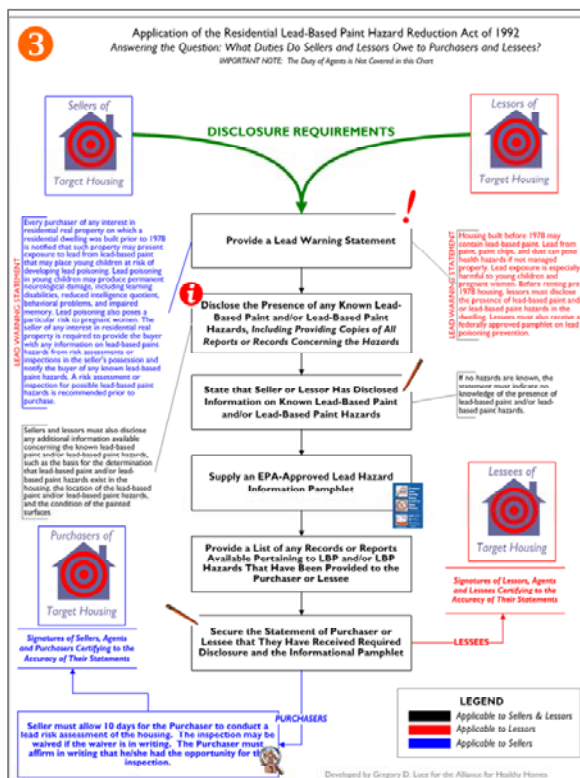 3
Application of the Residential Lead-Based Paint Hazard Reduction Act of 1992
Answering the Question: What Duties Do Sellers and Lessors Owe to Purchasers and Lessees?
IMPORTANT NOTE: The Duty of Agents is Not Covered in this Chart
Sellers of
Target Housing
DISCLOSURE REQUIREMENTS
Lessors of
Target Housing
LEAD WARNING STATEMENT
Every purchaser of any interest in
residential real property on which a
residential dwelling was built prior to 1978
is notified that such property may present
exposure to lead from lead-based paint
that may place young children at risk of
developing lead poisoning. Lead poisoning
in young children may produce permanent
neurological damage, including learning
disabilities, reduced intelligence quotient,
behavioral problems, and impaired
memory. Lead poisoning also poses a
particular risk to pregnant women. The
seller of any interest in residential real
property is required to provide the buyer
with any information on lead-based paint
hazards from risk assessments or
inspections in the seller's possession and
notify the buyer of any known lead-based
paint hazards. A risk assessment or
inspection for possible lead-based paint
hazards is recommended prior to
purchase.
Provide a Lead Warning Statement
!
LEAD WARNING STATEMENT
Housing built before 1978 may
contain lead-based paint. Lead from
paint, paint chips, and dust can pose
health hazards if not managed
properly. Lead exposure is especially
harmful to young children and
pregnant women. Before renting pre-
1978 housing, lessors must disclose
the presence of lead-based paint and/
or lead-based paint hazards in the
dwelling. Lessors must also receive a
federally approved pamphlet on lead
poisoning prevention.
i
Disclose the Presence of any Known Lead-
Based Paint and/or Lead-Based Paint
Hazards, Including Providing Copies of All
Reports or Records Concerning the Hazards
State that Seller or Lessor Has Disclosed
Information on Known Lead-Based Paint
and/or Lead-Based Paint Hazards
If no hazards are known, the
statement must indicate no
knowledge of the presence
of lead-based paint and/or lead-
based paint hazards.
Sellers and lessors must also disclose
any additional information available
concerning the known lead-based
paint and/or lead-based paint hazards,
such as the basis for the determination
that lead-based paint and/or lead-
based paint hazards exist in the
housing, the location of the lead-based
paint and/or lead-based paint hazards,
and the condition of the painted
surfaces
Supply an EPA-Approved Lead Hazard
Information Pamphlet
Lessees of
Target Housing
Provide a List of any Records or Reports
Available Pertaining to LBP and/or LBP
Hazards That Have Been Provided to the
Purchaser or Lessee
Purchasers of
Target Housing
Signatures of Lessors, Agents
and Lessees Certifying to the
Accuracy of Their Statements
Signatures of Sellers, Agents
and Purchasers Certifying to the
Accuracy of Their Statements
Secure the Statement of Purchaser or
Lessee that They Have Received Required
Disclosure and the Informational Pamphlet
LESSEES
PURCHASERS
Seller must allow 10 days for the Purchaser to conduct a
lead risk assessment of the housing. The inspection may be
waived if the waiver is in writing. The Purchaser must
affirm in writing that he/she had the opportunity for the
inspection.
LEGEND
Applicable to Sellers & Lessors
Applicable to Lessors
Applicable to Sellers
Developed by Gregory D. Luce for the Alliance for Healthy Homes